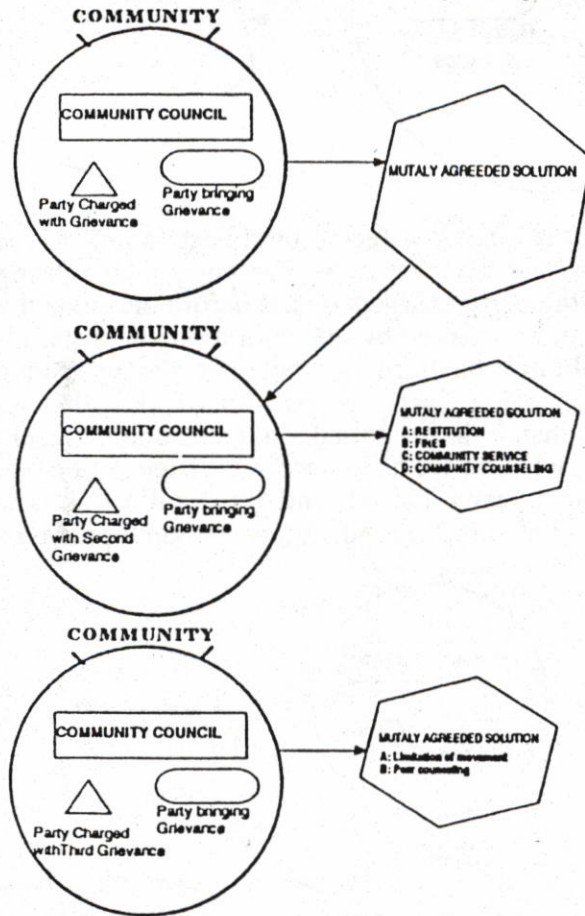 COMMUNITY
COMMUNITY COUNCIL
Party Charged
with Grievance
Party bringing
Grievance
MUTALY AGREEDED SOLUTION
COMMUNITY
COMMUNITY COUNCIL
Party Charged
with Second
Grievance
Party bringing
Grievance
MUTALY AGREEDED SOLUTION
A: RESTITUTION
B: FINES
C: COMMUNITY SERVICE
D: COMMUNITY COUNSELING
COMMUNITY
COMMUNITY COUNCIL
Party Charged
withThird Grievance
Party bringing
Grievance
MUTALY AGREEDED SOLUTION
A: Limitation of movement
B: Peer counseling